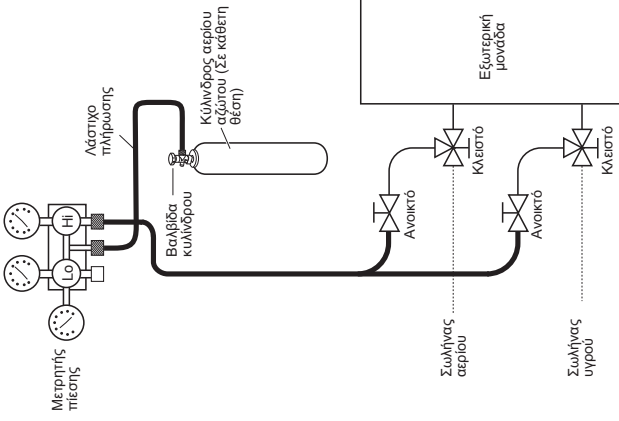 Μετρητής
πίεσης
Lo
Hi
Λάστιχο
πλήρωσης
Βαλβίδα
κυλίνδρου
Κύλινδρος αερίου
αζώτου (Σε κάθετη
θέση)
Ανοικτό
Ανοικτό
Εξωτερική
μονάδα
Κλειστό
Κλειστό
Σωλήνας
αερίου
Σωλήνας
υγρού